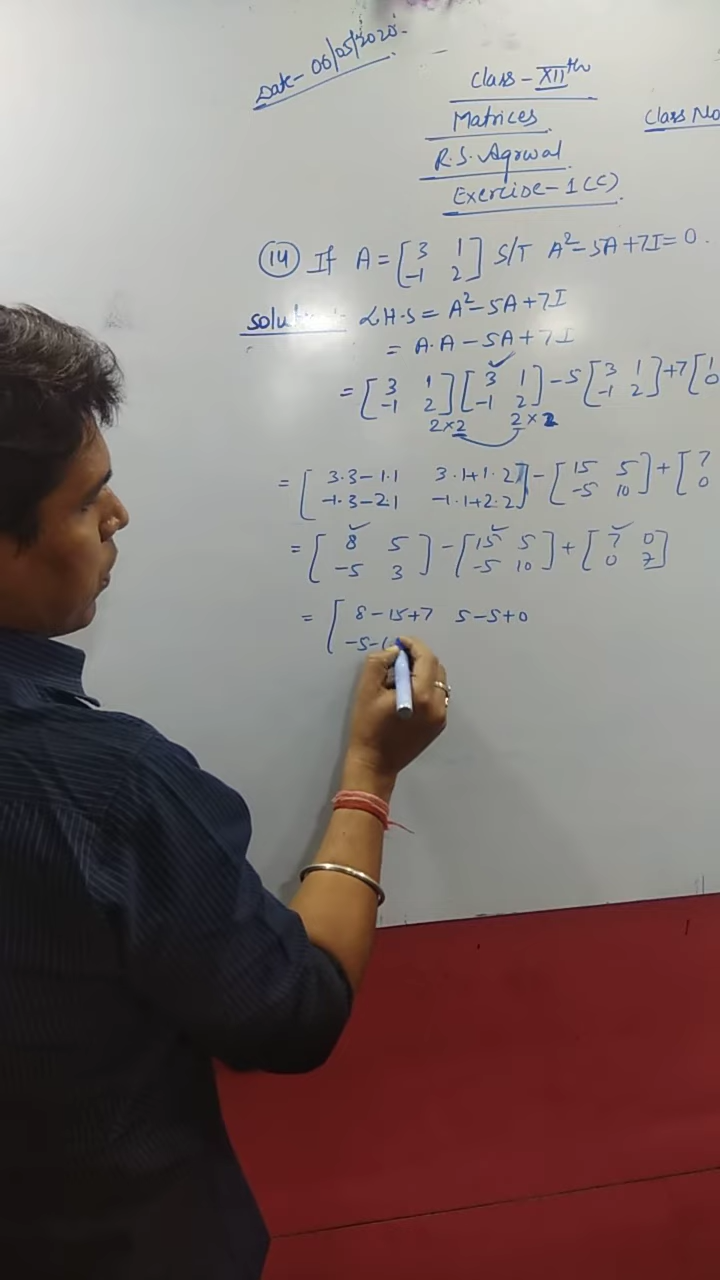 Date- 06/05/2020.
Class - XIIth
Matrices
Class No
R.S. Agrwal
Exercise-1(C)
(14) If A = [3 1 -1 2] S/T A²-5A+7I=0.
L.H.S = A²-5A+7I
= A.A-5A+7I
= [3 1 -1 2] [3 1 -1 2] -5 [3 1 -1 2] +7 [1 0
2×2 2×2
= [3.3-1.1 3.1+1.2 -1.3-2.1 -1.1+2.2] - [15 5 -5 10] + [7 0
= [8 5 -5 3] - [15 5 -5 10] + [7 0 0 7]
= [8-15+7 5-5+0
-5-(